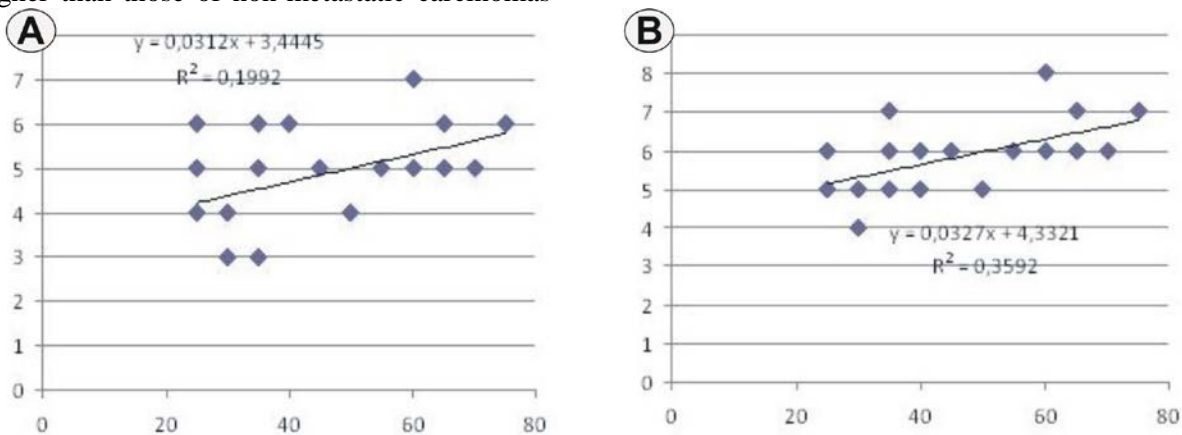 than those of non-metastatic carcinomas
A
y = 0,0312x + 3,4445
R² = 0,1992
7
6
5
4
3
2
1
0
0 20 40 60 80
B
8
7
6
5
4
3
2
1
0
y = 0,0327x + 4,3321
R² = 0,3592
0 20 40 60 80